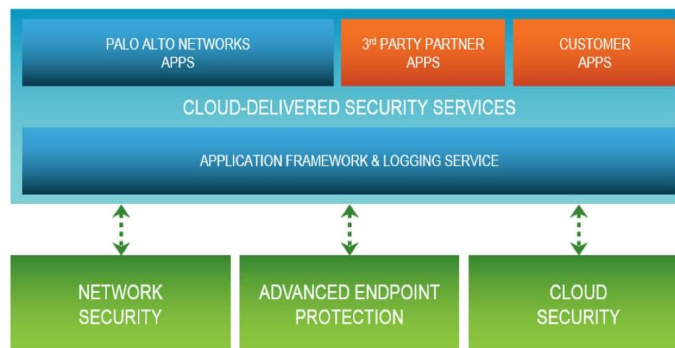 PALO ALTO NETWORKS
APPS
3rd PARTY PARTNER
APPS
CUSTOMER
APPS
CLOUD-DELIVERED SECURITY SERVICES
APPLICATION FRAMEWORK & LOGGING SERVICE
NETWORK
SECURITY
ADVANCED ENDPOINT
PROTECTION
CLOUD
SECURITY